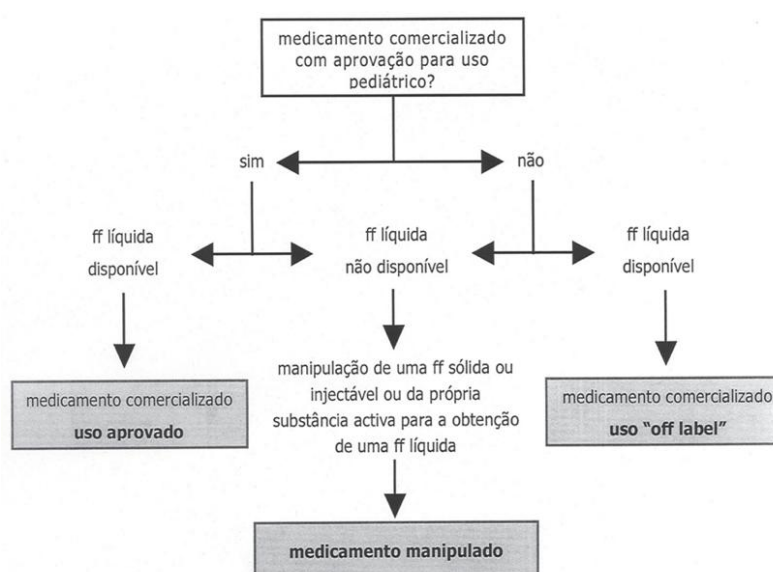 medicamento comercializado
com aprovação para uso
pediátrico?
sim
não
ff líquida
disponível
ff líquida
não disponível
ff líquida
disponível
manipulação de uma ff sólida ou
injectável ou da própria
substância activa para a obtenção
de uma ff líquida
medicamento comercializado
uso aprovado
medicamento comercializado
uso “off label”
medicamento manipulado